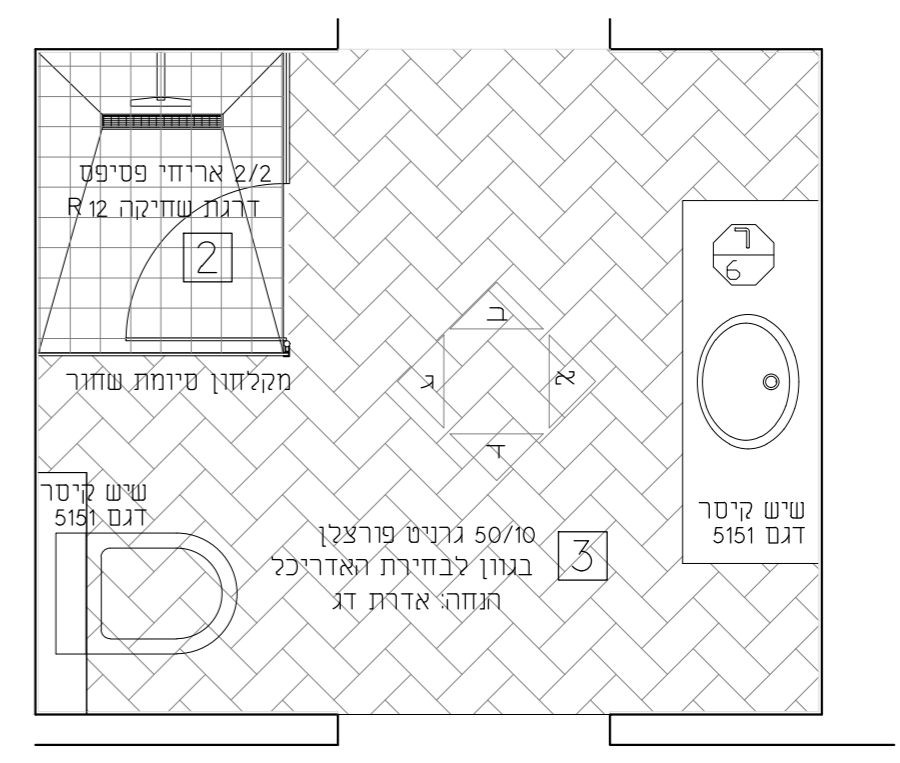 2/2 אריחי פסיפס
דרגת שחיקה R 12
2
מקלחון סיומת שחור
ב
א
ג
ד
ך
6
שיש קיסר
דגם 5151
שיש קיסר
דגם 5151
50/10 גרניט פורצלן
בגוון לבחירת האדריכל
הנחה: אדרת דג
3